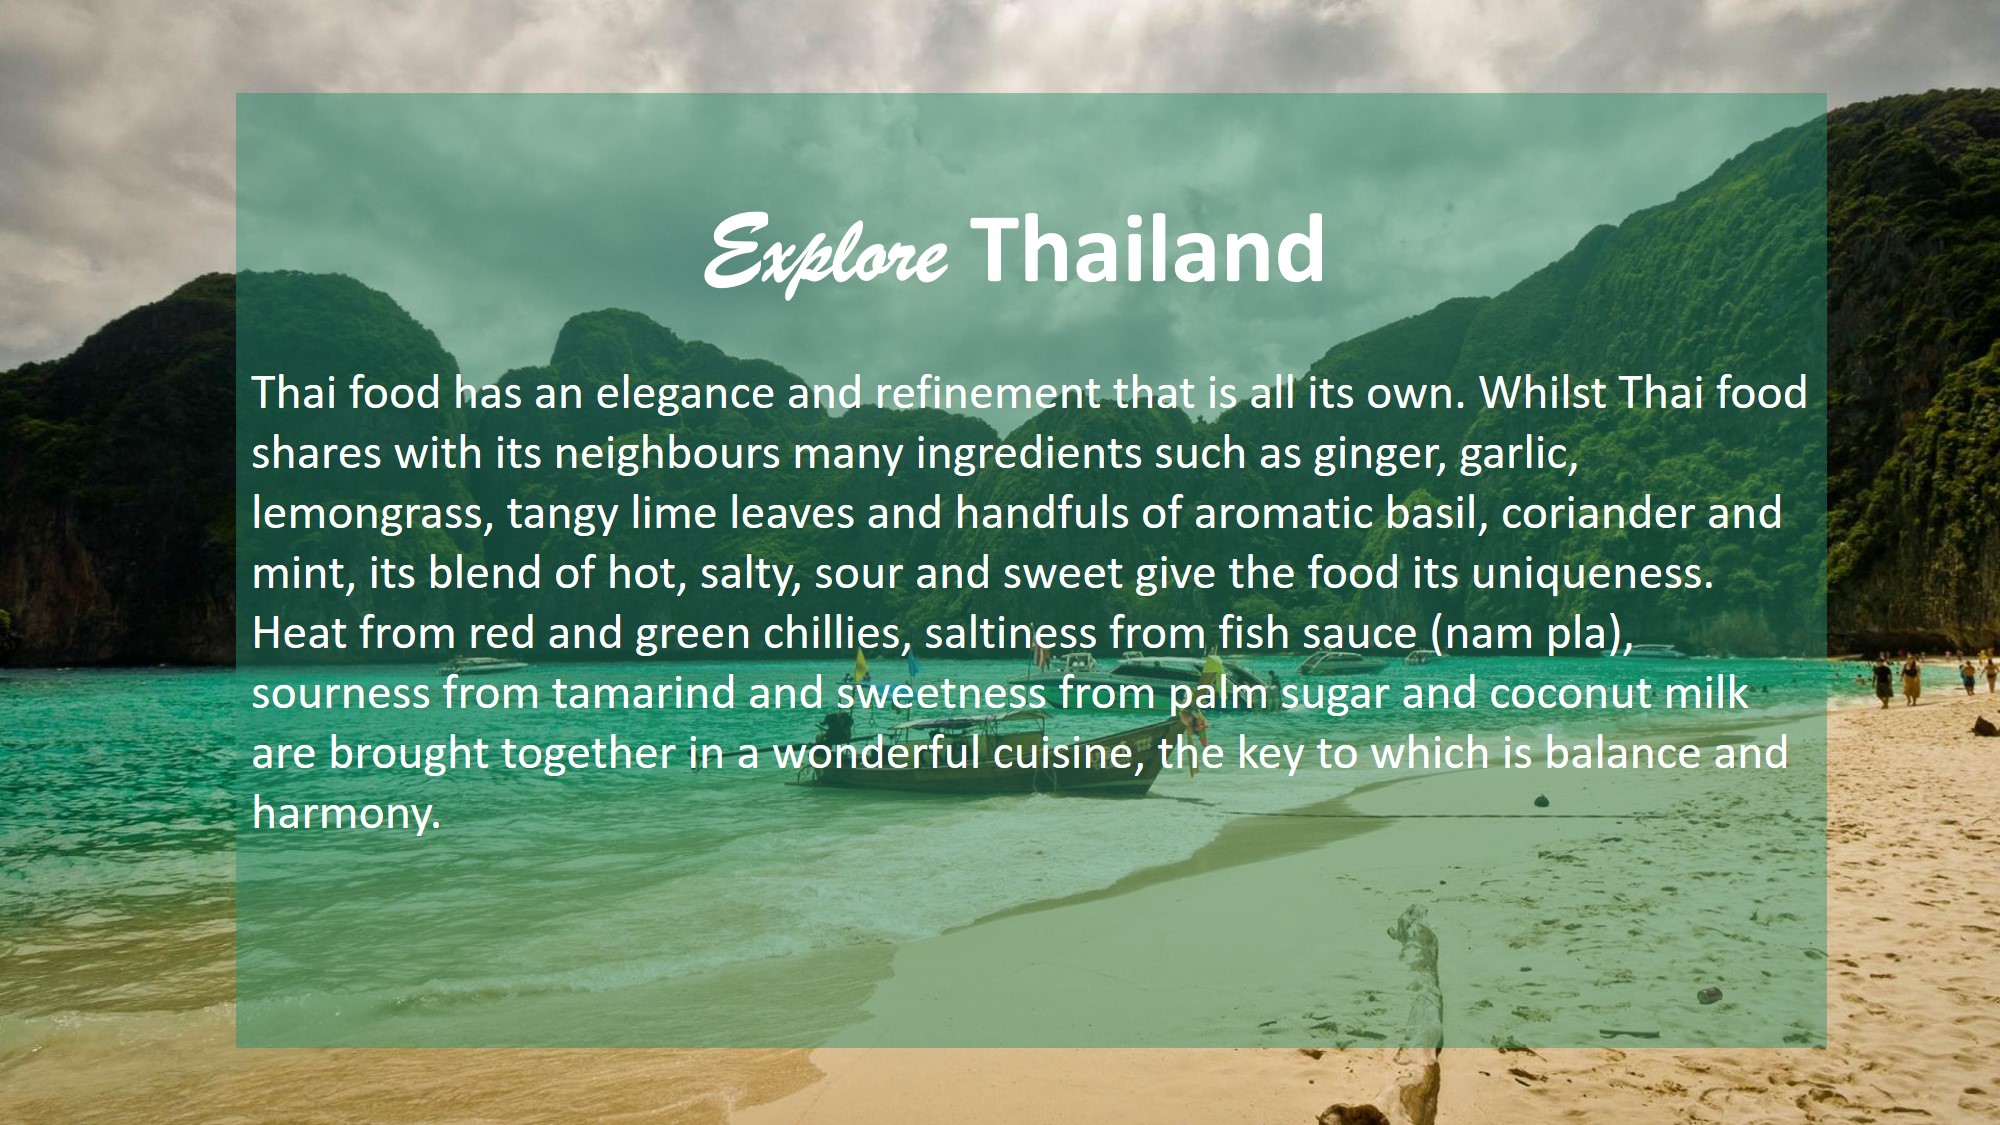 Explore Thailand
Thai food has an elegance and refinement that is all its own. Whilst Thai food
shares with its neighbours many ingredients such as ginger, garlic,
lemongrass, tangy lime leaves and handfuls of aromatic basil, coriander and
mint, its blend of hot, salty, sour and sweet give the food its uniqueness.
Heat from red and green chillies, saltiness from fish sauce (nam pla),
sourness from tamarind and sweetness from palm sugar and coconut milk
are brought together in a wonderful cuisine, the key to which is balance and
harmony.